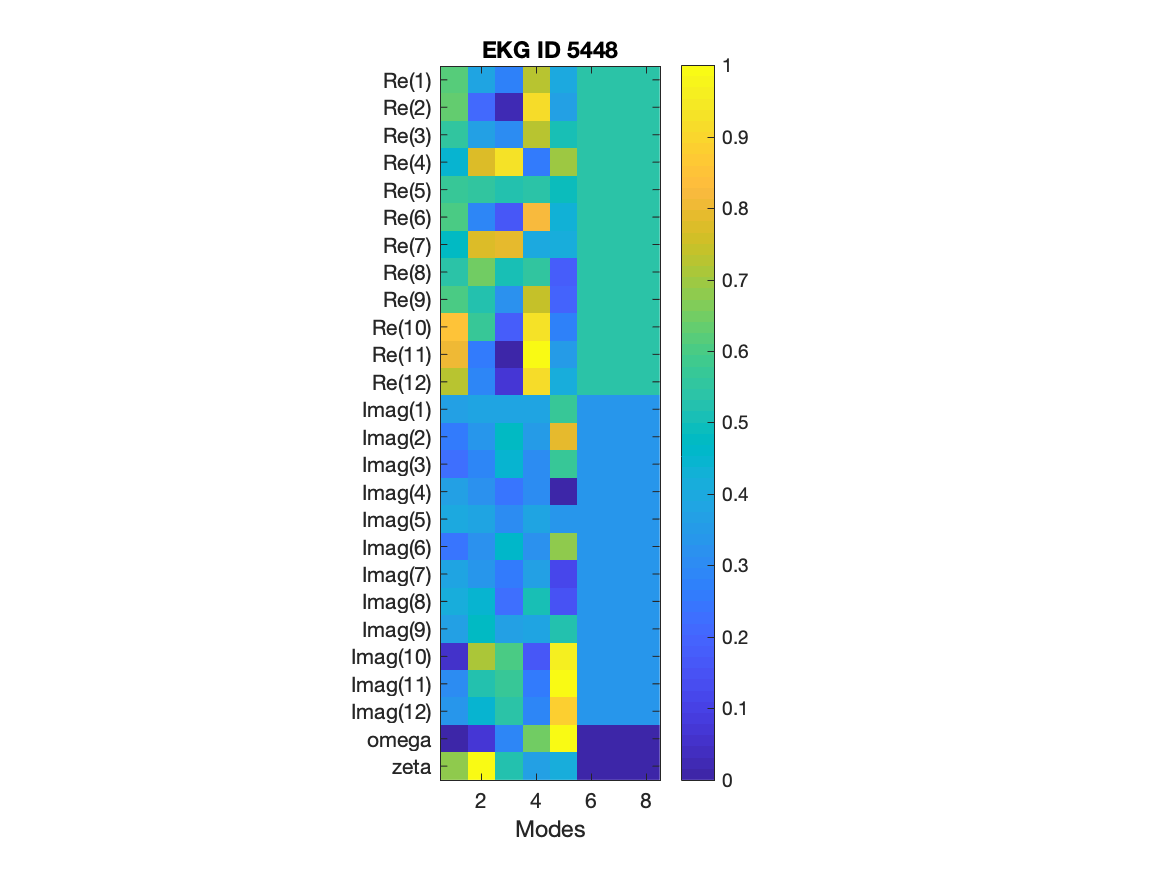 EKG ID 5448
Re(1)
Re(2)
Re(3)
Re(4)
Re(5)
Re(6)
Re(7)
Re(8)
Re(9)
Re(10)
Re(11)
Re(12)
Imag(1)
Imag(2)
Imag(3)
Imag(4)
Imag(5)
Imag(6)
Imag(7)
Imag(8)
Imag(9)
Imag(10)
Imag(11)
Imag(12)
omega
zeta
2 4 6 8
Modes
1
0.9
0.8
0.7
0.6
0.5
0.4
0.3
0.2
0.1
0